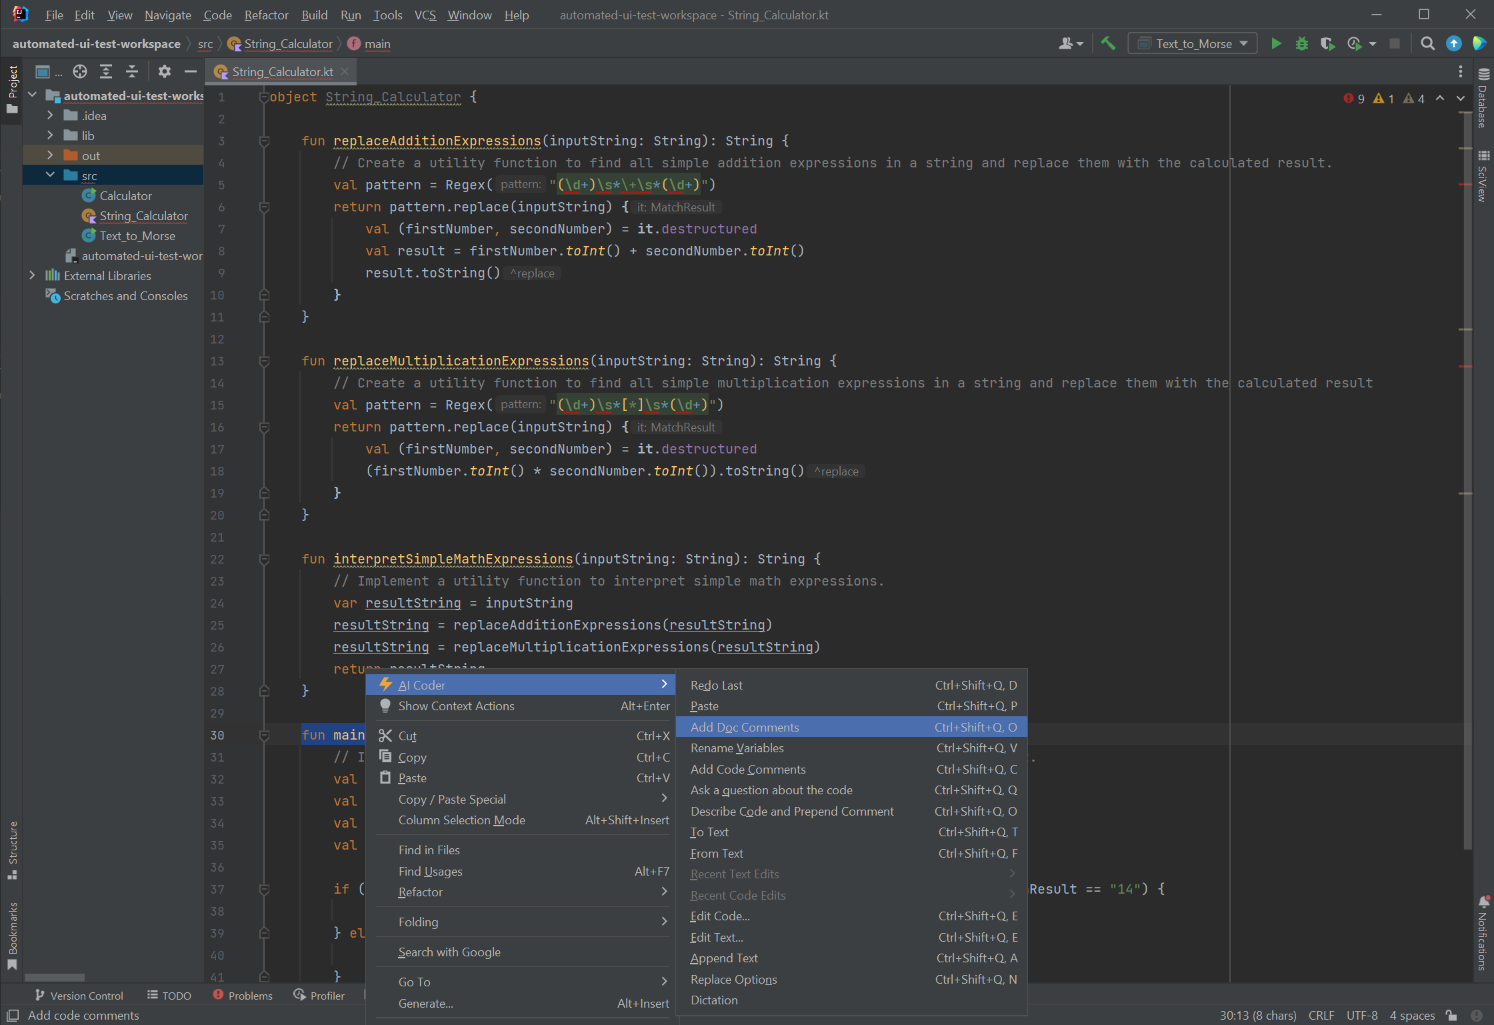 File Edit View Navigate Code Refactor Build Run Tools VCS Window Help automated-ui-test-workspace - String_Calculator.kt
automated-ui-test-workspace src String_Calculator main Text_to_Morse
Project
...
String_Calculator.kt
automated-ui-test-works
.idea
lib
out
src
Calculator
String_Calculator
Text_to_Morse
automated-ui-test-wor
External Libraries
Scratches and Consoles
9 1 4
1 object String_Calculator {
2
3 fun replaceAdditionExpressions(inputString: String): String {
4 // Create a utility function to find all simple addition expressions in a string and replace them with the calculated result.
5 val pattern = Regex( pattern: "(\d+)\s*\+\s*(\d+)")
6 return pattern.replace(inputString) { it: MatchResult
7 val (firstNumber, secondNumber) = it.destructured
8 val result = firstNumber.toInt() + secondNumber.toInt()
9 result.toString() ^replace
10 }
11 }
12
13 fun replaceMultiplicationExpressions(inputString: String): String {
14 // Create a utility function to find all simple multiplication expressions in a string and replace them with the calculated result
15 val pattern = Regex( pattern: "(\d+)\s*[*]\s*(\d+)")
16 return pattern.replace(inputString) { it: MatchResult
17 val (firstNumber, secondNumber) = it.destructured
18 (firstNumber.toInt() * secondNumber.toInt()).toString() ^replace
19 }
20 }
21
22 fun interpretSimpleMathExpressions(inputString: String): String {
23 // Implement a utility function to interpret simple math expressions.
24 var resultString = inputString
25 resultString = replaceAdditionExpressions(resultString)
26 resultString = replaceMultiplicationExpressions(resultString)
27 return resultString
28 }
29
30 fun main
31 // I .
32 val
33 val
34 val
35 val
36
37 if ( Result == "14") {
38
39 } el
40
41 }
AI Coder
Show Context Actions Alt+Enter
Cut Ctrl+X
Copy Ctrl+C
Paste Ctrl+V
Copy / Paste Special
Column Selection Mode Alt+Shift+Insert
Find in Files
Find Usages Alt+F7
Refactor
Folding
Search with Google
Go To
Generate... Alt+Insert
Redo Last Ctrl+Shift+Q, D
Paste Ctrl+Shift+Q, P
Add Doc Comments Ctrl+Shift+Q, O
Rename Variables Ctrl+Shift+Q, V
Add Code Comments Ctrl+Shift+Q, C
Ask a question about the code Ctrl+Shift+Q, Q
Describe Code and Prepend Comment Ctrl+Shift+Q, O
To Text Ctrl+Shift+Q, T
From Text Ctrl+Shift+Q, F
Recent Text Edits
Recent Code Edits
Edit Code... Ctrl+Shift+Q, E
Edit Text... Ctrl+Shift+Q, E
Append Text Ctrl+Shift+Q, A
Replace Options Ctrl+Shift+Q, N
Dictation
Database
SciView
Notifications
Structure
Bookmarks
Version Control TODO Problems Profiler
Add code comments 30:13 (8 chars) CRLF UTF-8 4 spaces